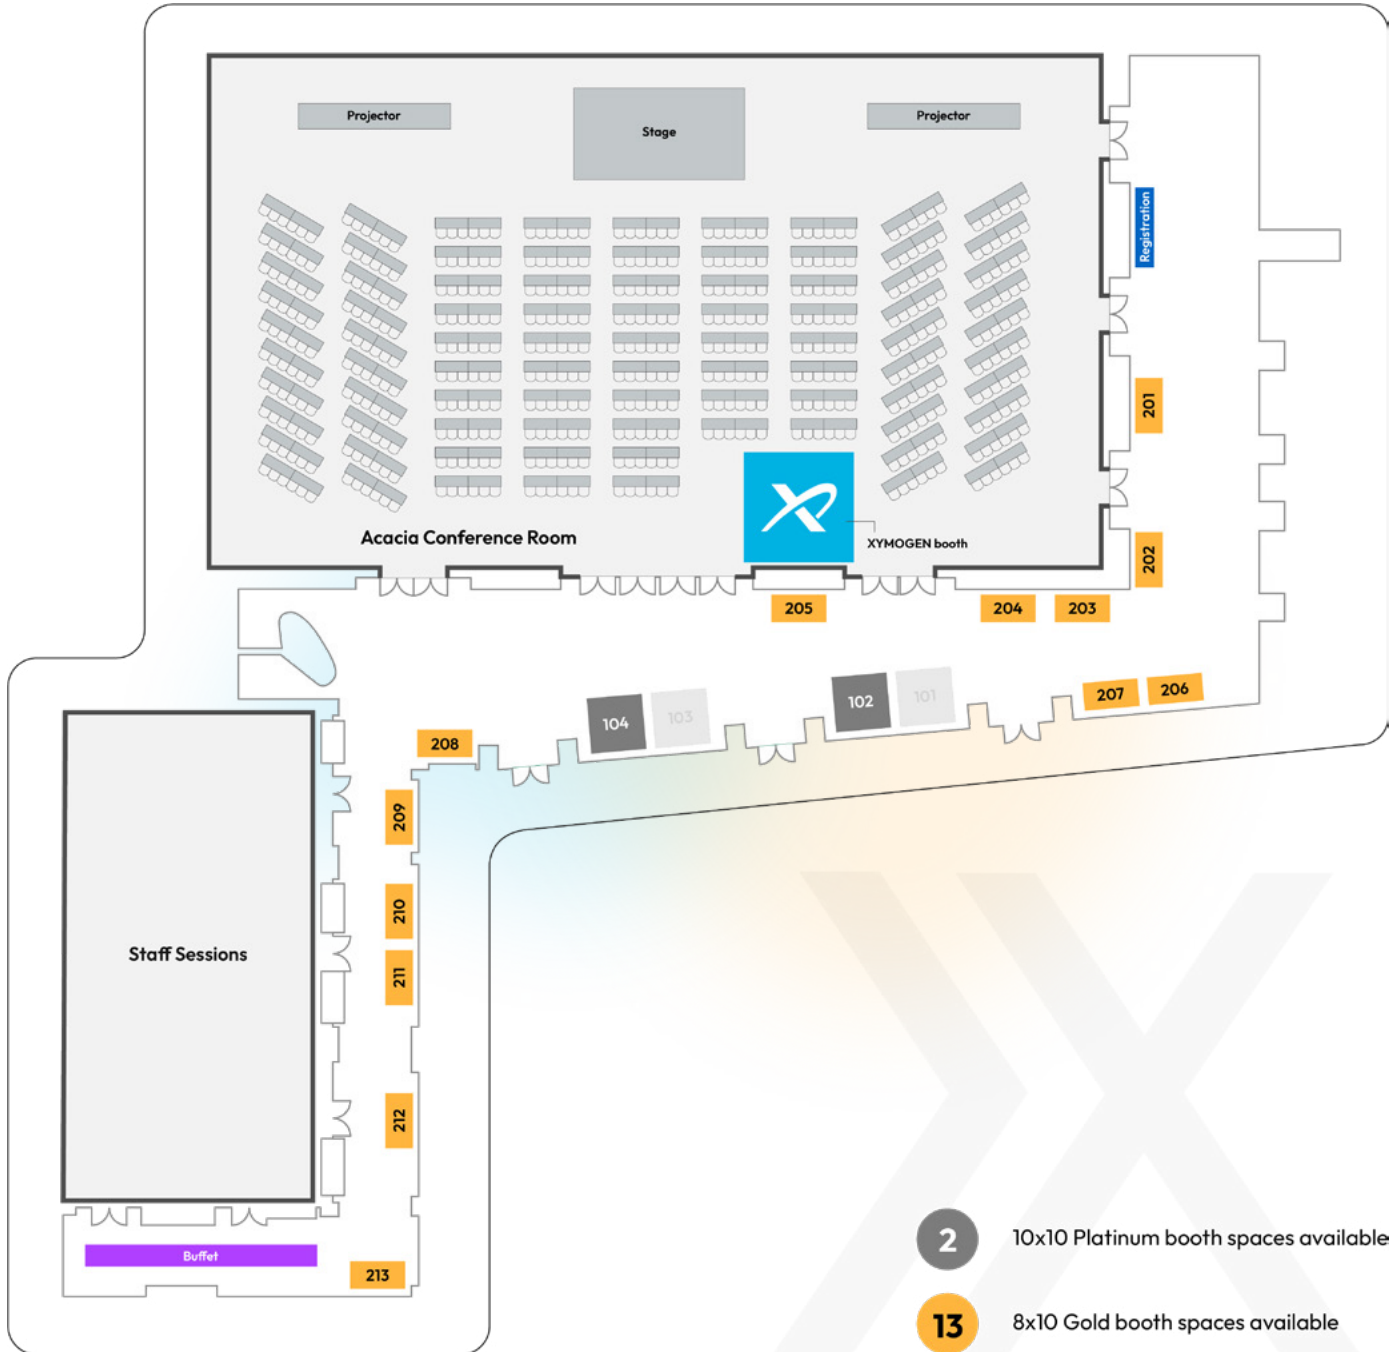 Projector
Stage
Projector
Registration
201
Acacia Conference Room
XYMOGEN booth
202
205
204
203
104
103
102
101
207
206
208
209
210
211
Staff Sessions
212
Buffet
213
2
10x10 Platinum booth spaces available
13
8x10 Gold booth spaces available